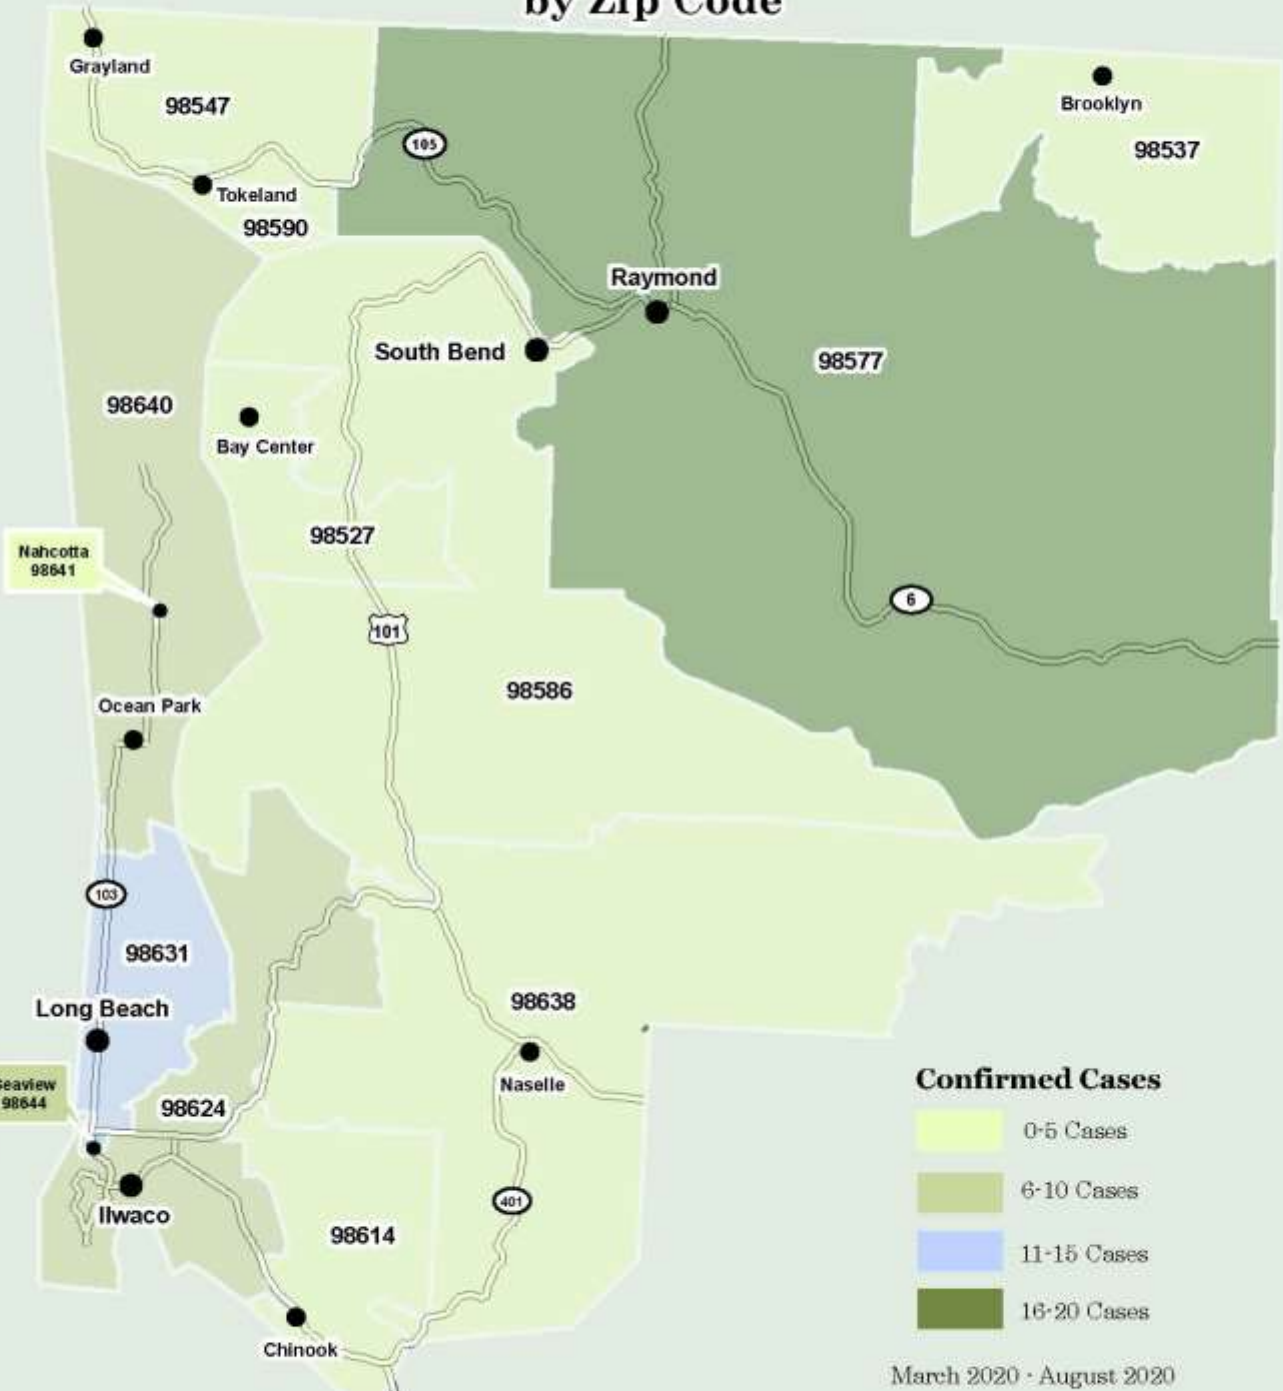 by Zip Code
Grayland
98547
105
Brooklyn
98537
Tokeland
98590
Raymond
South Bend
98577
98640
Bay Center
98527
Nahcotta
98641
6
101
98586
Ocean Park
103
98631
Long Beach
98638
Naselle
eaview
98644
98624
Ilwaco
401
98614
Chinook
Confirmed Cases
0-5 Cases
6-10 Cases
11-15 Cases
16-20 Cases
March 2020 - August 2020